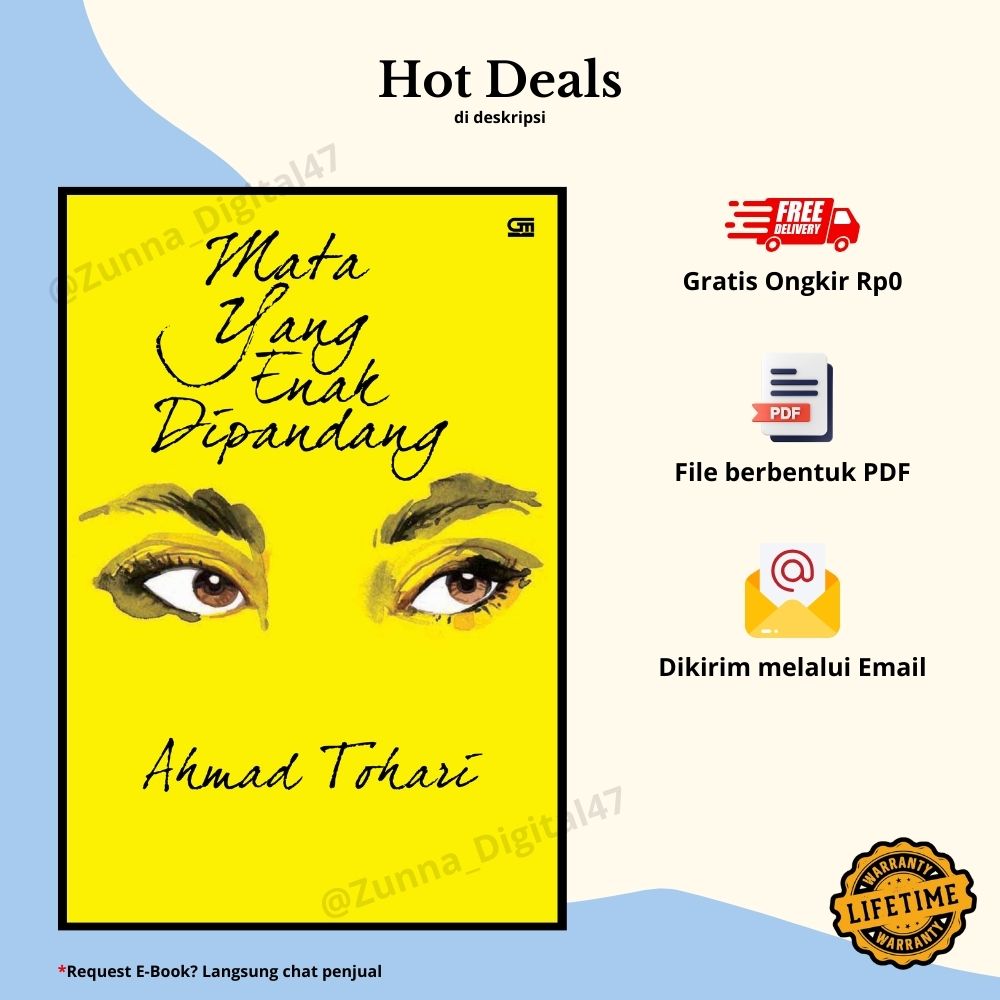 Hot Deals
di deskripsi
@Zunna_Digital47
GM
Mata
Yang
Enak
Dipandang
Ahmad Tohari
@Zunna_Digital47
FREE
DELIVERY
Gratis Ongkir Rp0
PDF
File berbentuk PDF
@
Dikirim melalui Email
WARRANTY
LIFETIME
WARRANTY
*Request E-Book? Langsung chat penjual